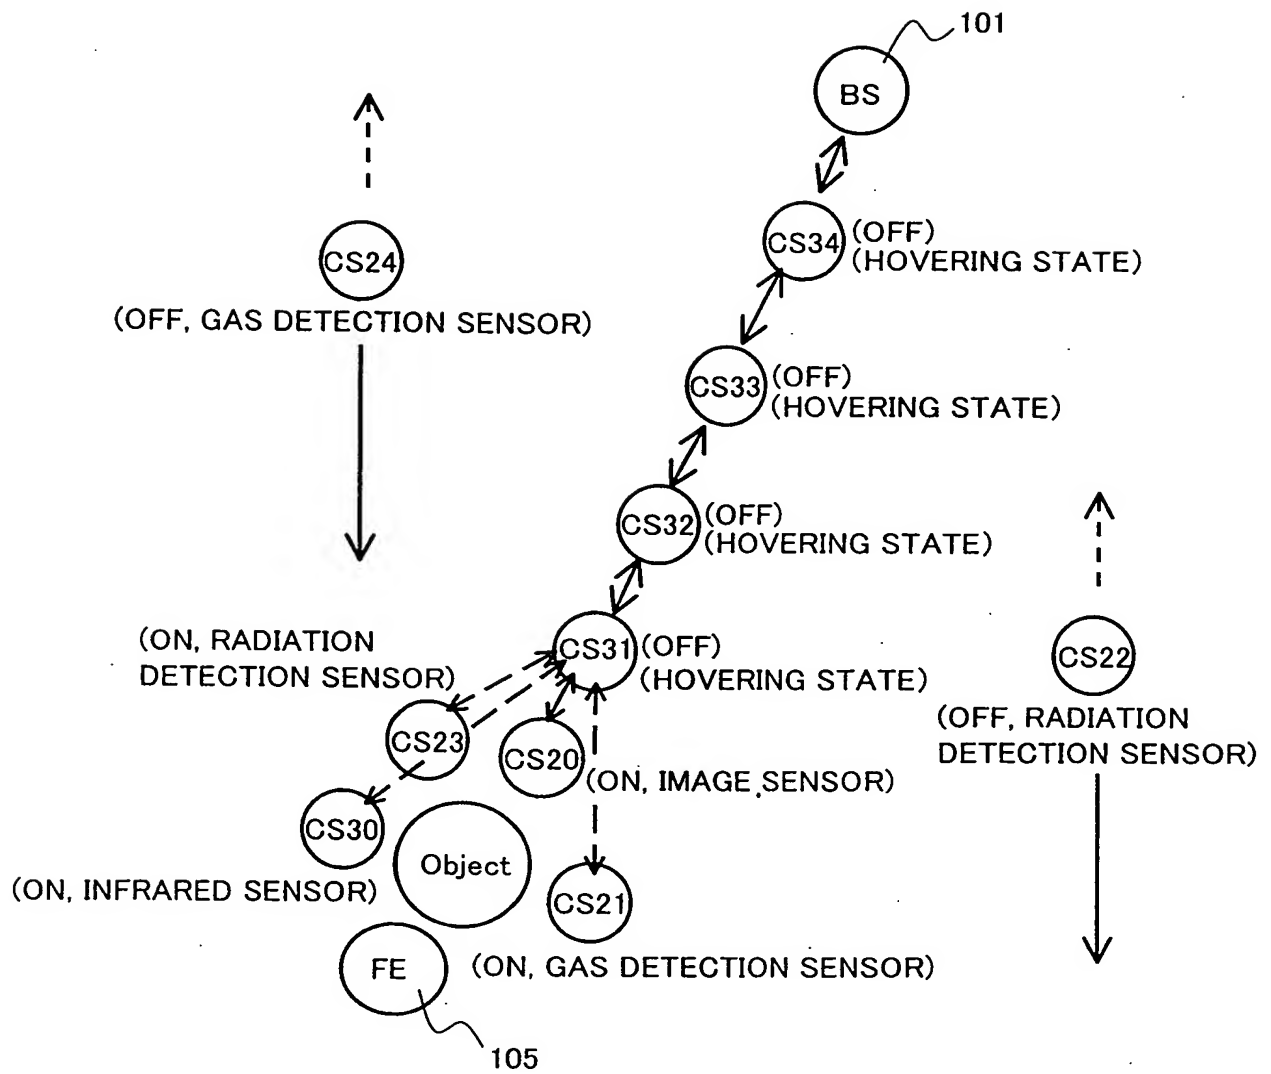 101
BS
CS34
(OFF)
(HOVERING STATE)
CS24
(OFF, GAS DETECTION SENSOR)
CS33
(OFF)
(HOVERING STATE)
CS32
(OFF)
(HOVERING STATE)
(ON, RADIATION
DETECTION SENSOR)
CS31
(OFF)
(HOVERING STATE)
CS22
(OFF, RADIATION
DETECTION SENSOR)
CS23
CS20
(ON, IMAGE SENSOR)
CS30
(ON, INFRARED SENSOR)
Object
CS21
(ON, GAS DETECTION SENSOR)
FE
105